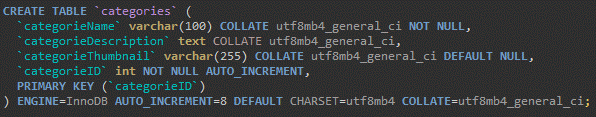 CREATE TABLE `categories` (
`categorieName` varchar(100) COLLATE utf8mb4_general_ci NOT NULL,
`categorieDescription` text COLLATE utf8mb4_general_ci,
`categorieThumbnail` varchar(255) COLLATE utf8mb4_general_ci DEFAULT NULL,
`categorieID` int NOT NULL AUTO_INCREMENT,
PRIMARY KEY (`categorieID`)
) ENGINE=InnoDB AUTO_INCREMENT=8 DEFAULT CHARSET=utf8mb4 COLLATE=utf8mb4_general_ci;